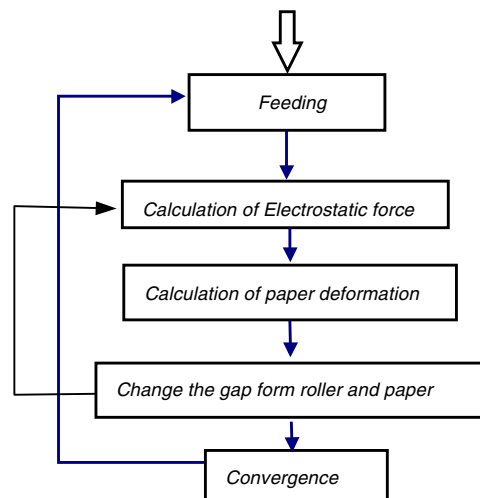 Feeding
Calculation of Electrostatic force
Calculation of paper deformation
Change the gap form roller and paper
Convergence